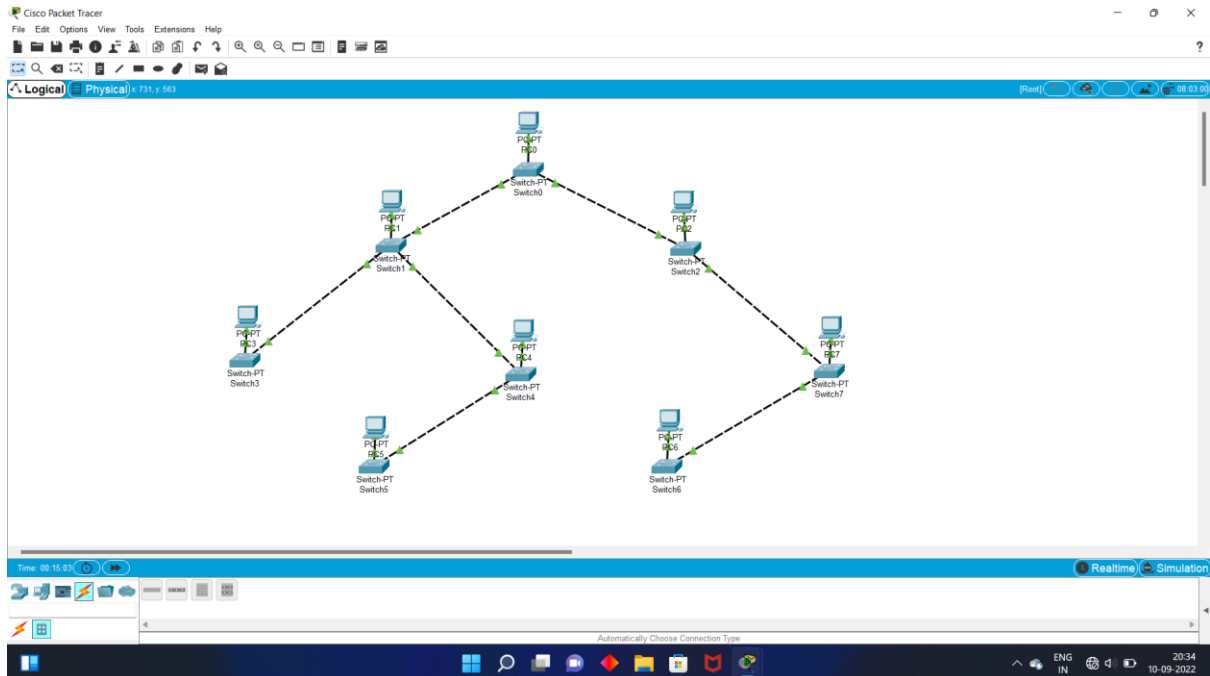 Cisco Packet Tracer
File Edit Options View Tools Extensions Help
?
Logical Physical x: 731, y: 563 [Root] 08:03:00
PC-PT
PC0
Switch-PT
Switch0
PC-PT
PC1
Switch-PT
Switch1
PC-PT
PC2
Switch-PT
Switch2
PC-PT
PC3
Switch-PT
Switch3
PC-PT
PC4
Switch-PT
Switch4
PC-PT
PC7
Switch-PT
Switch7
PC-PT
PC5
Switch-PT
Switch5
PC-PT
PC6
Switch-PT
Switch6
Time: 00:15:03 Realtime Simulation
Automatically Choose Connection Type
ENG 20:34
IN 10-09-2022